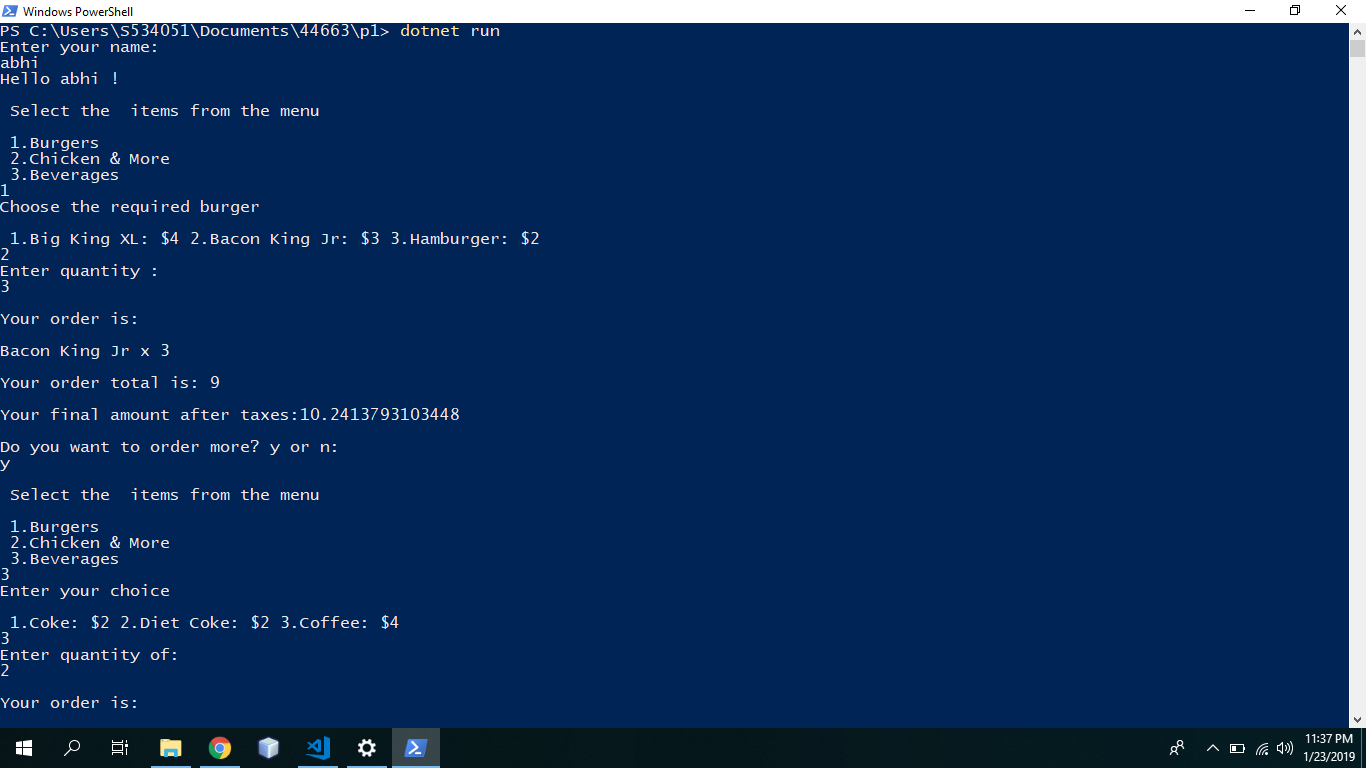 Windows PowerShell
PS C:\Users\S534051\Documents\44663\p1> dotnet run
Enter your name:
abhi
Hello abhi !
Select the  items from the menu
1.Burgers
2.Chicken & More
3.Beverages
1
Choose the required burger
1.Big King XL: $4 2.Bacon King Jr: $3 3.Hamburger: $2
2
Enter quantity :
3
Your order is:
Bacon King Jr x 3
Your order total is: 9
Your final amount after taxes:10.2413793103448
Do you want to order more? y or n:
y
Select the  items from the menu
1.Burgers
2.Chicken & More
3.Beverages
3
Enter your choice
1.Coke: $2 2.Diet Coke: $2 3.Coffee: $4
3
Enter quantity of:
2
Your order is:
11:37 PM
1/23/2019